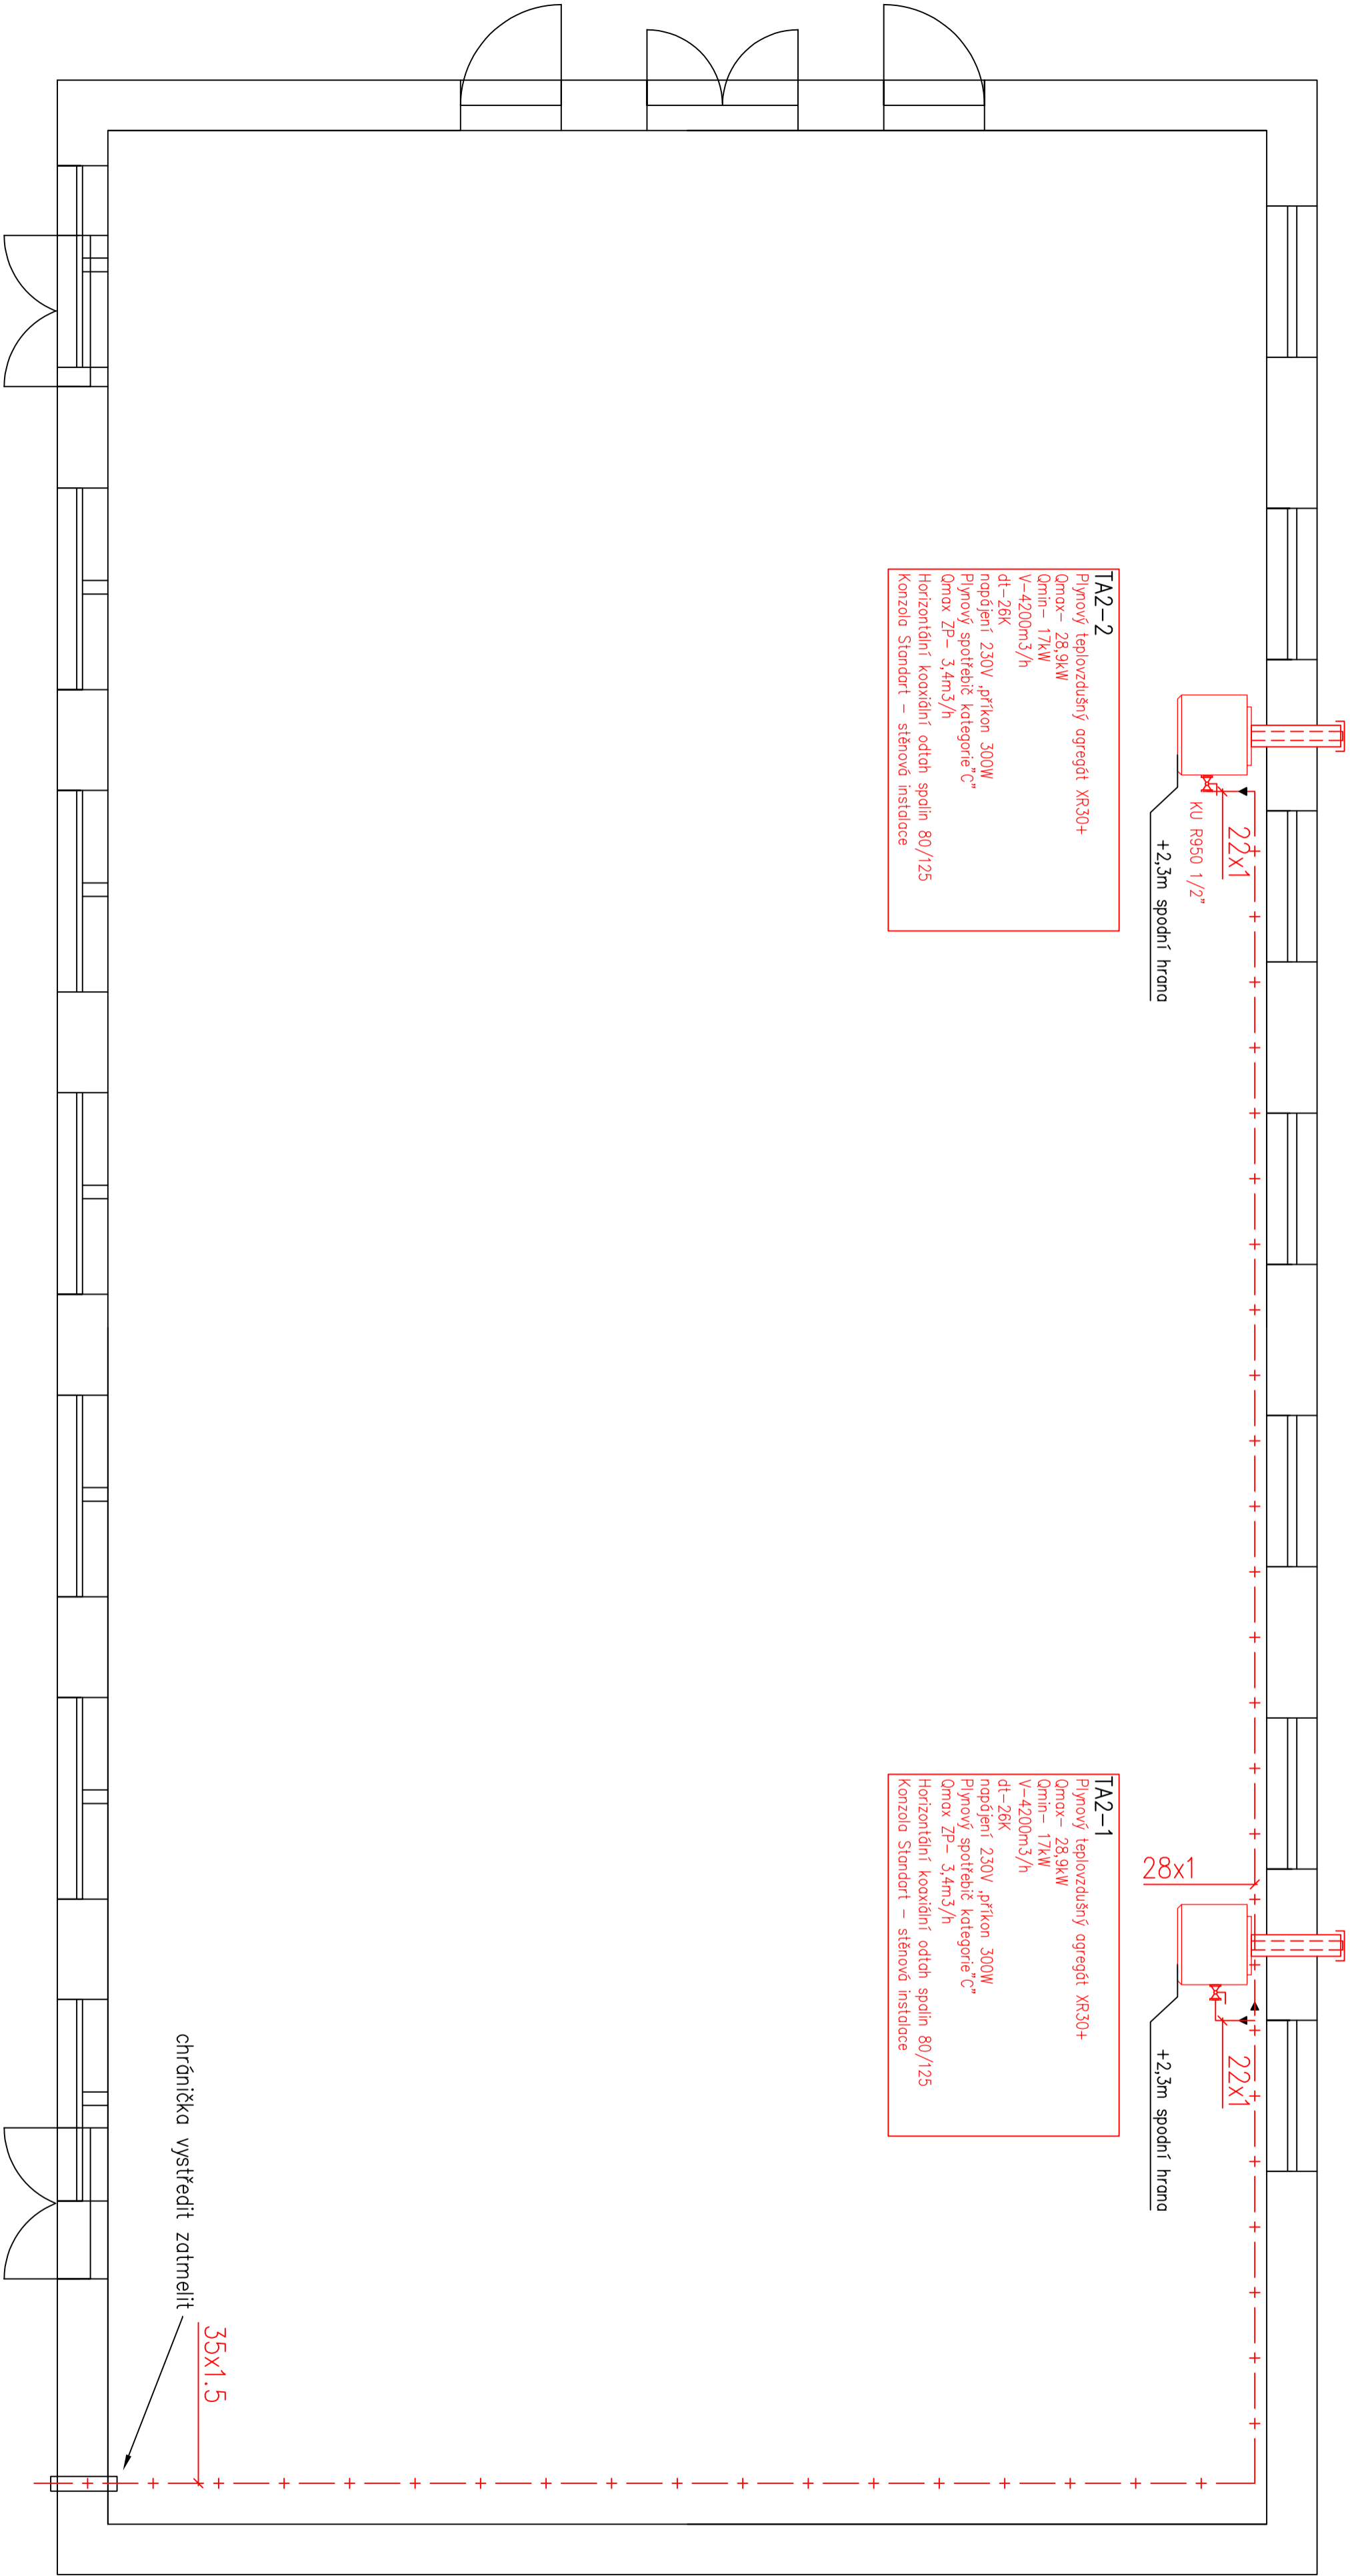 TA2-2
Plynový teplovzdušný agregát XR30+
Qmax- 28,9kW
Qmin- 17kW
V-4200m3/h
dt-26K
napájení 230V ,příkon 300W
Plynový spotřebič kategorie"C"
Qmax ZP- 3,4m3/h
Horizontální koaxiální odtah spalin 80/125
Konzola Standart - stěnová instalace
22x1
KU R950 1/2"
+2,3m spodní hrana
TA2-1
Plynový teplovzdušný agregát XR30+
Qmax- 28,9kW
Qmin- 17kW
V-4200m3/h
dt-26K
napájení 230V ,příkon 300W
Plynový spotřebič kategorie"C"
Qmax ZP- 3,4m3/h
Horizontální koaxiální odtah spalin 80/125
Konzola Standart - stěnová instalace
28x1
22x1
+2,3m spodní hrana
chránička vystředit zatmelit
35x1.5